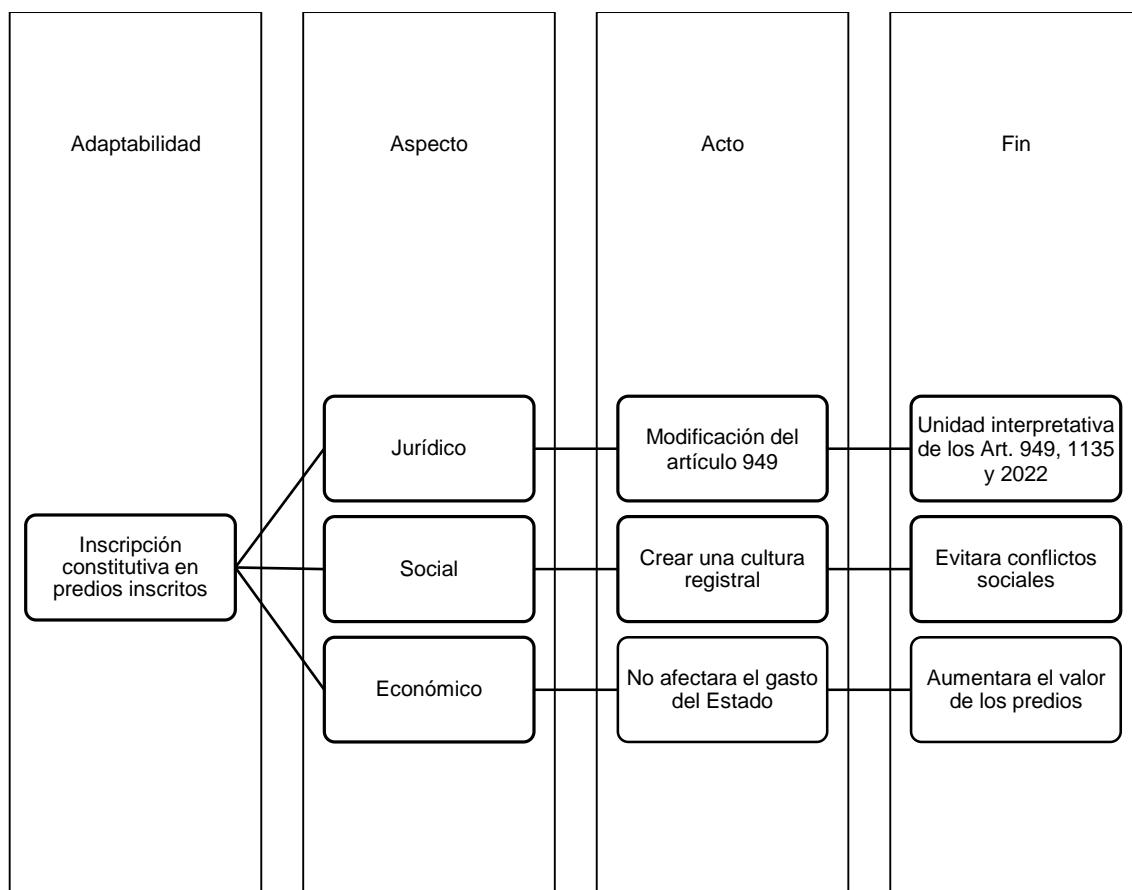 Adaptabilidad
Aspecto
Acto
Fin
Inscripción
constitutiva en
predios inscritos
Jurídico
Modificación del
artículo 949
Unidad interpretativa
de los Art. 949, 1135
y 2022
Social
Crear una cultura
registral
Evitara conflictos
sociales
Económico
No afectara el gasto
del Estado
Aumentara el valor
de los predios